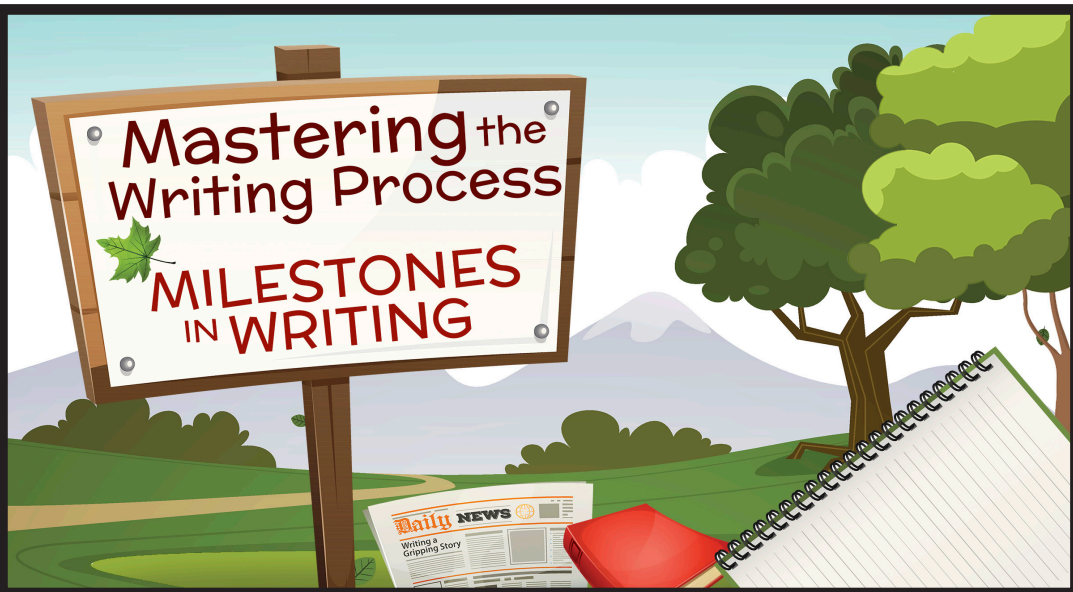 Mastering the
Writing Process
MILESTONES
IN WRITING
Daily NEWS
Writing a
Gripping Story